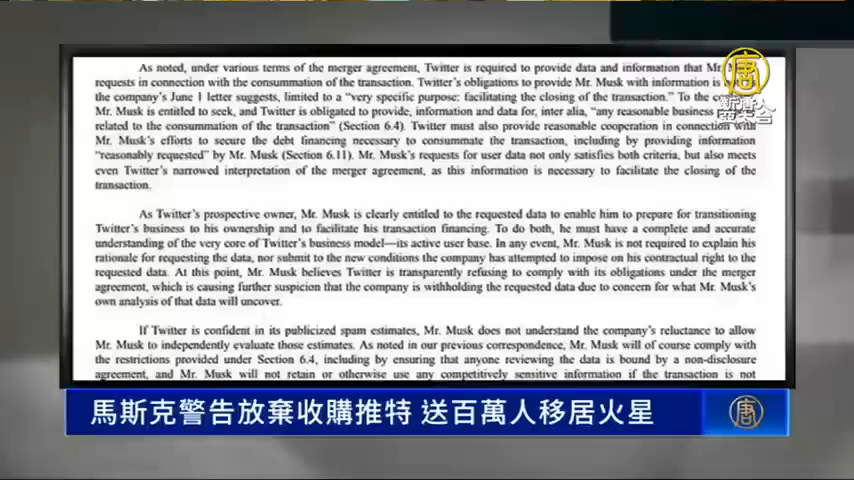 As noted, under various terms of the merger agreement, Twitter is required to provide data and information that Mr.
requests in connection with the consummation of the transaction. Twitter's obligations to provide Mr. Musk with information is
the company's June 1 letter suggests, limited to a "very specific purpose: facilitating the closing of the transaction." To the
Mr. Musk is entitled to seek, and Twitter is obligated to provide, information and data for, inter alia, "any reasonable business
related to the consummation of the transaction" (Section 6.4). Twitter must also provide reasonable cooperation in connection with
Mr. Musk's efforts to secure the debt financing necessary to consummate the transaction, including by providing information
"reasonably requested" by Mr. Musk (Section 6.11). Mr. Musk's requests for user data not only satisfies both criteria, but also meets
even Twitter's narrowed interpretation of the merger agreement, as this information is necessary to facilitate the closing of the
transaction.
As Twitter's prospective owner, Mr. Musk is clearly entitled to the requested data to enable him to prepare for transitioning
Twitter's business to his ownership and to facilitate his transaction financing. To do both, he must have a complete and accurate
understanding of the very core of Twitter's business model—its active user base. In any event, Mr. Musk is not required to explain his
rationale for requesting the data, nor submit to the new conditions the company has attempted to impose on his contractual right to the
requested data. At this point, Mr. Musk believes Twitter is transparently refusing to comply with its obligations under the merger
agreement, which is causing further suspicion that the company is withholding the requested data due to concern for what Mr. Musk's
own analysis of that data will uncover.
If Twitter is confident in its publicized spam estimates, Mr. Musk does not understand the company's reluctance to allow
Mr. Musk to independently evaluate those estimates. As noted in our previous correspondence, Mr. Musk will of course comply with
the restrictions provided under Section 6.4, including by ensuring that anyone reviewing the data is bound by a non-disclosure
agreement, and Mr. Musk will not retain or otherwise use any competitively sensitive information if the transaction is not
唐
新唐人
亞太台
馬斯克警告放棄收購推特 送百萬人移居火星
唐